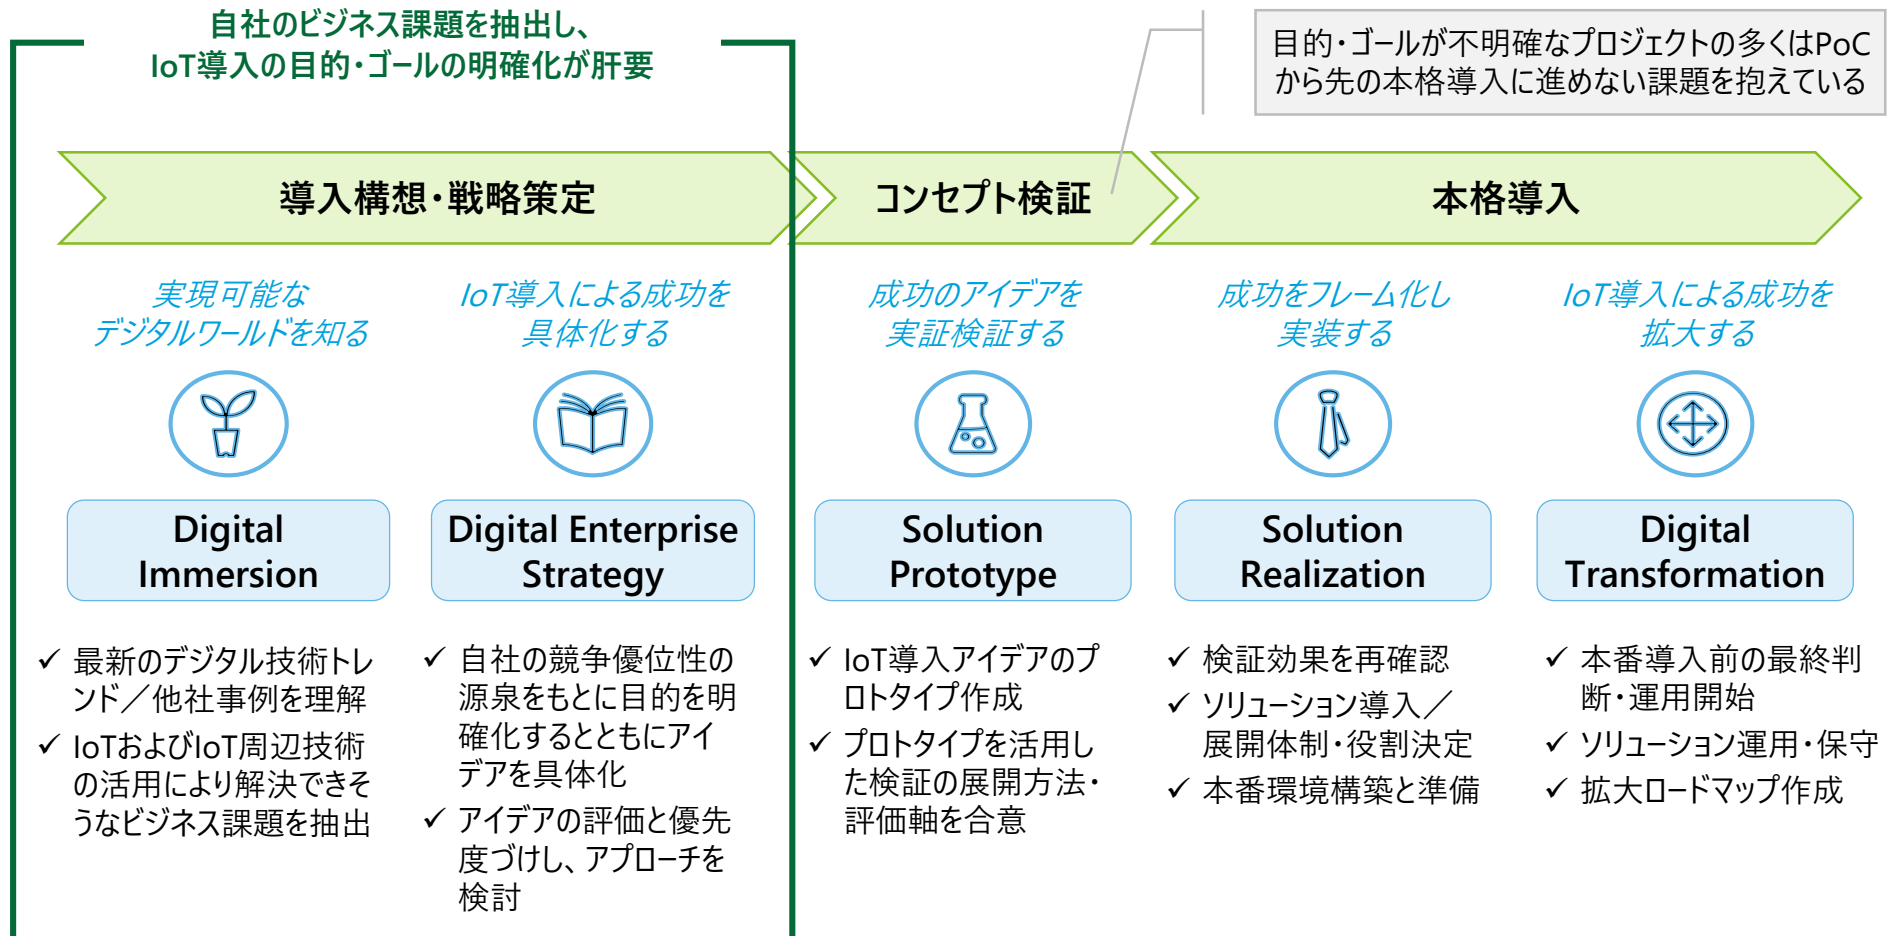 自社のビジネス課題を抽出し、
IoT導入の目的・ゴールの明確化が肝要
目的・ゴールが不明確なプロジェクトの多くはPoC
から先の本格導入に進めない課題を抱えている
導入構想・戦略策定
コンセプト検証
本格導入
実現可能な
デジタルワールドを知る
IoT導入による成功を
具体化する
成功のアイデアを
実証検証する
成功をフレーム化し
実装する
IoT導入による成功を
拡大する
Digital
Immersion
Digital Enterprise
Strategy
Solution
Prototype
Solution
Realization
Digital
Transformation
✓ 最新のデジタル技術トレ
ンド／他社事例を理解
✓ IoTおよびIoT周辺技術
の活用により解決できそ
うなビジネス課題を抽出
✓ 自社の競争優位性の
源泉をもとに目的を明
確化するとともにアイ
デアを具体化
✓ アイデアの評価と優先
度づけし、アプローチを
検討
✓ IoT導入アイデアのプ
ロトタイプ作成
✓ プロトタイプを活用し
た検証の展開方法・
評価軸を合意
✓ 検証効果を再確認
✓ ソリューション導入／
展開体制・役割決定
✓ 本番環境構築と準備
✓ 本番導入前の最終判
断・運用開始
✓ ソリューション運用・保守
✓ 拡大ロードマップ作成